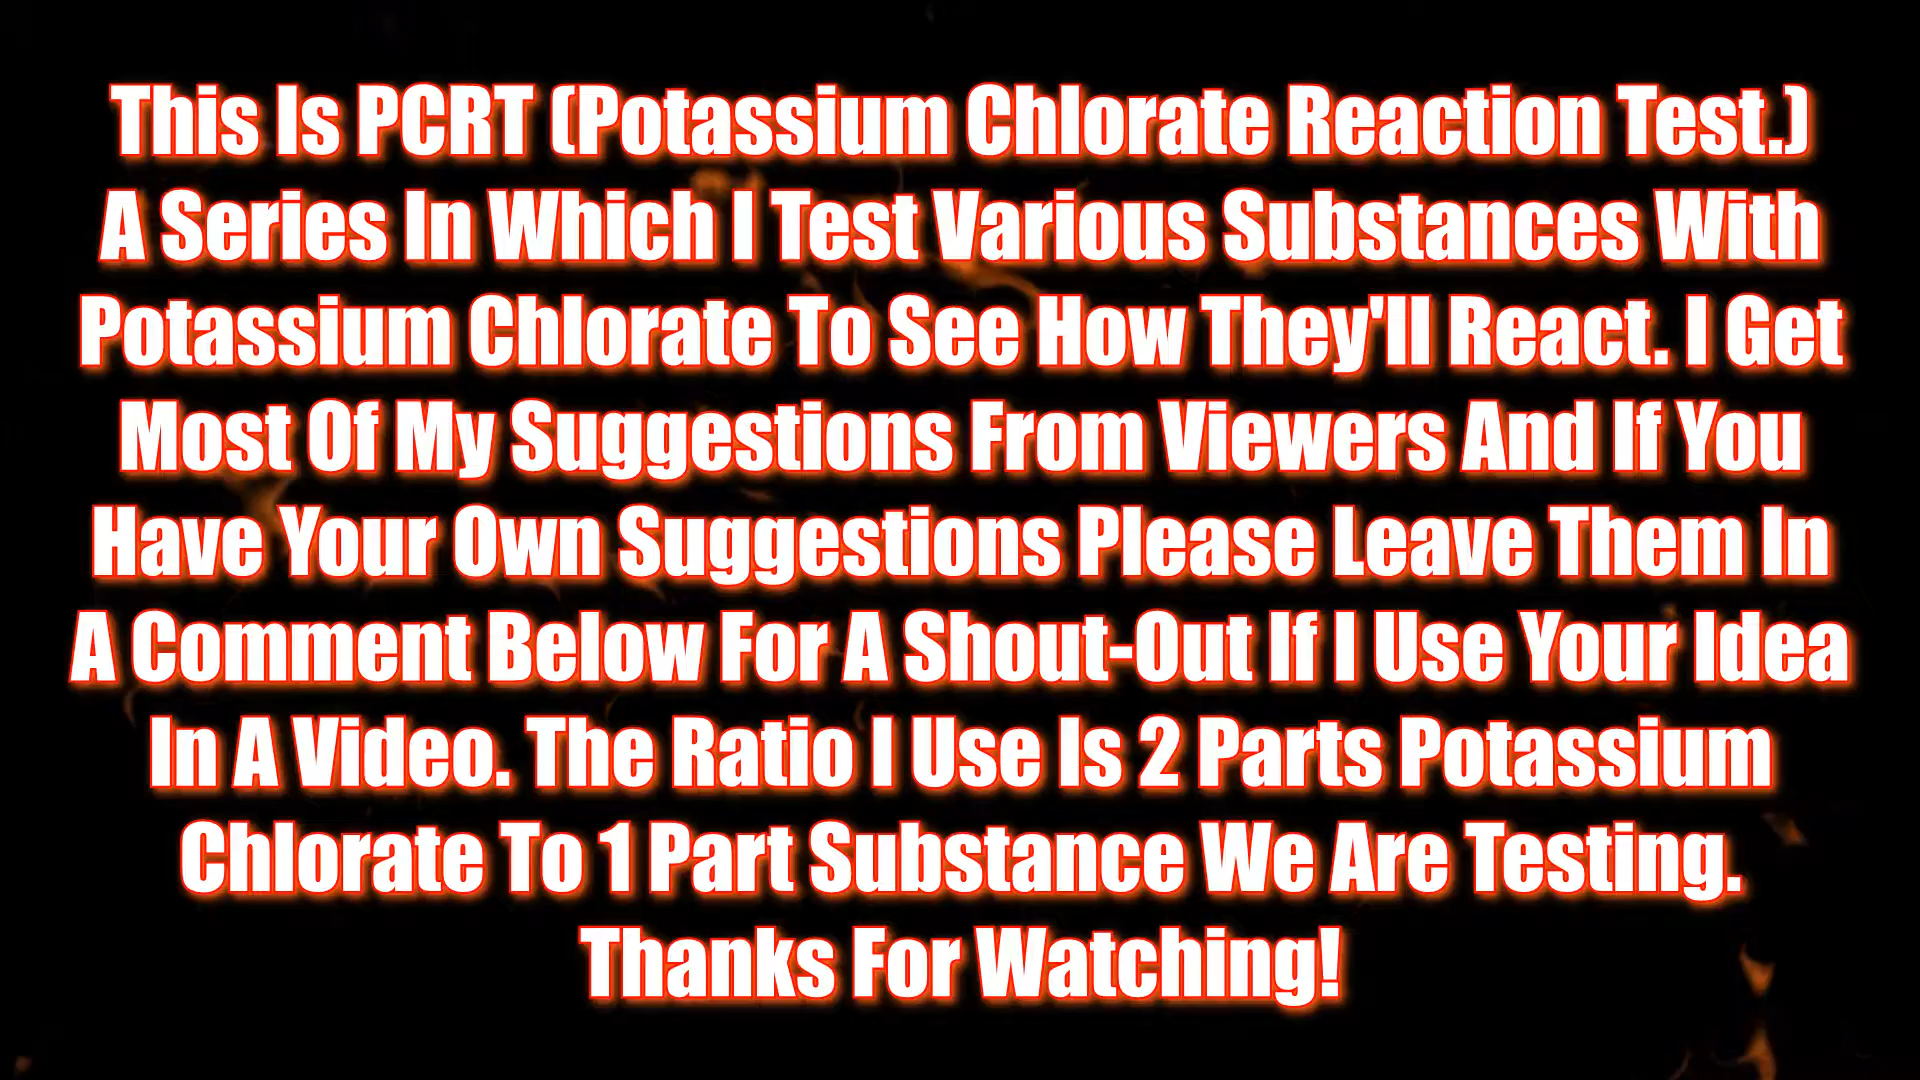 This Is PCRT (Potassium Chlorate Reaction Test.)
A Series In Which I Test Various Substances With
Potassium Chlorate To See How They'll React. I Get
Most Of My Suggestions From Viewers And If You
Have Your Own Suggestions Please Leave Them In
A Comment Below For A Shout-Out If I Use Your Idea
In A Video. The Ratio I Use Is 2 Parts Potassium
Chlorate To 1 Part Substance We Are Testing.
Thanks For Watching!